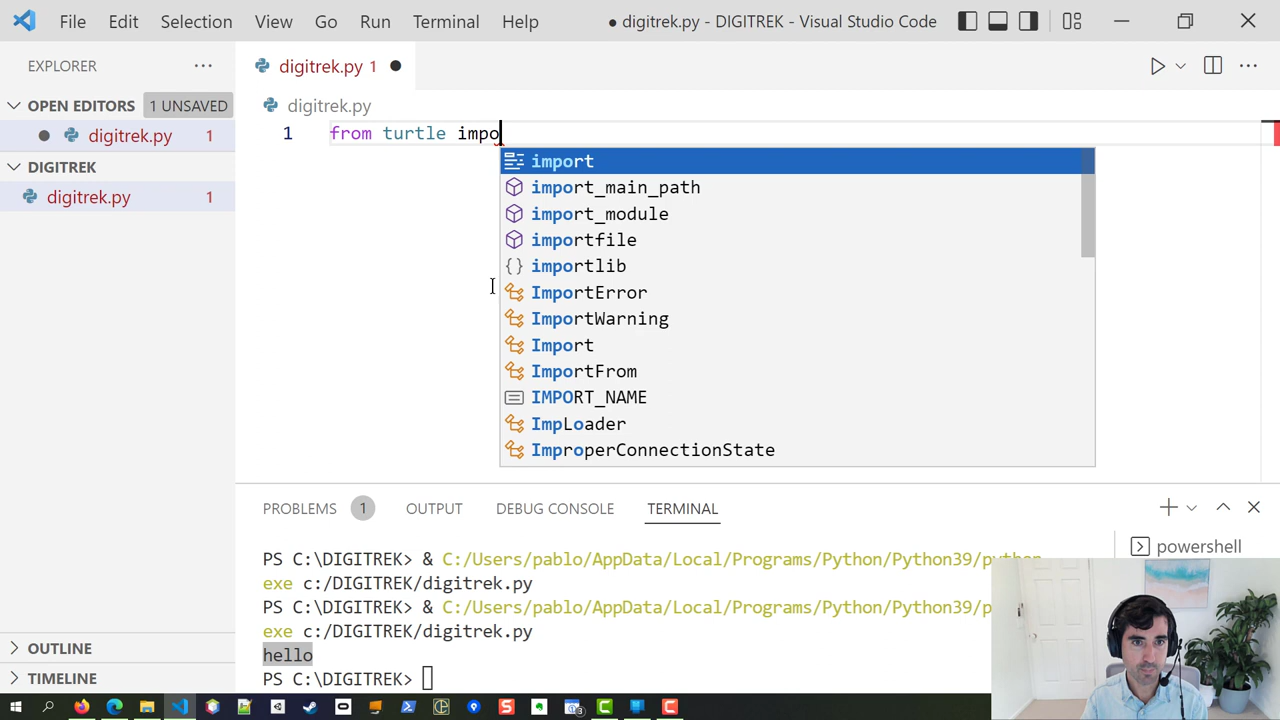 File Edit Selection View Go Run Terminal Help ● digitrek.py - DIGITREK - Visual Studio Code
EXPLORER ...
digitrek.py 1 ●
OPEN EDITORS 1 UNSAVED
● digitrek.py 1
DIGITREK
digitrek.py 1
digitrek.py
1 from turtle impo
import
import_main_path
import_module
importfile
{} importlib
ImportError
ImportWarning
Import
ImportFrom
IMPORT_NAME
ImpLoader
ImproperConnectionState
PROBLEMS 1 OUTPUT DEBUG CONSOLE TERMINAL
powershell
PS C:\DIGITREK> & C:/Users/pablo/AppData/Local/Programs/Python/Python39/python.
exe c:/DIGITREK/digitrek.py
PS C:\DIGITREK> & C:/Users/pablo/AppData/Local/Programs/Python/Python39/p
exe c:/DIGITREK/digitrek.py
hello
PS C:\DIGITREK>
OUTLINE
TIMELINE